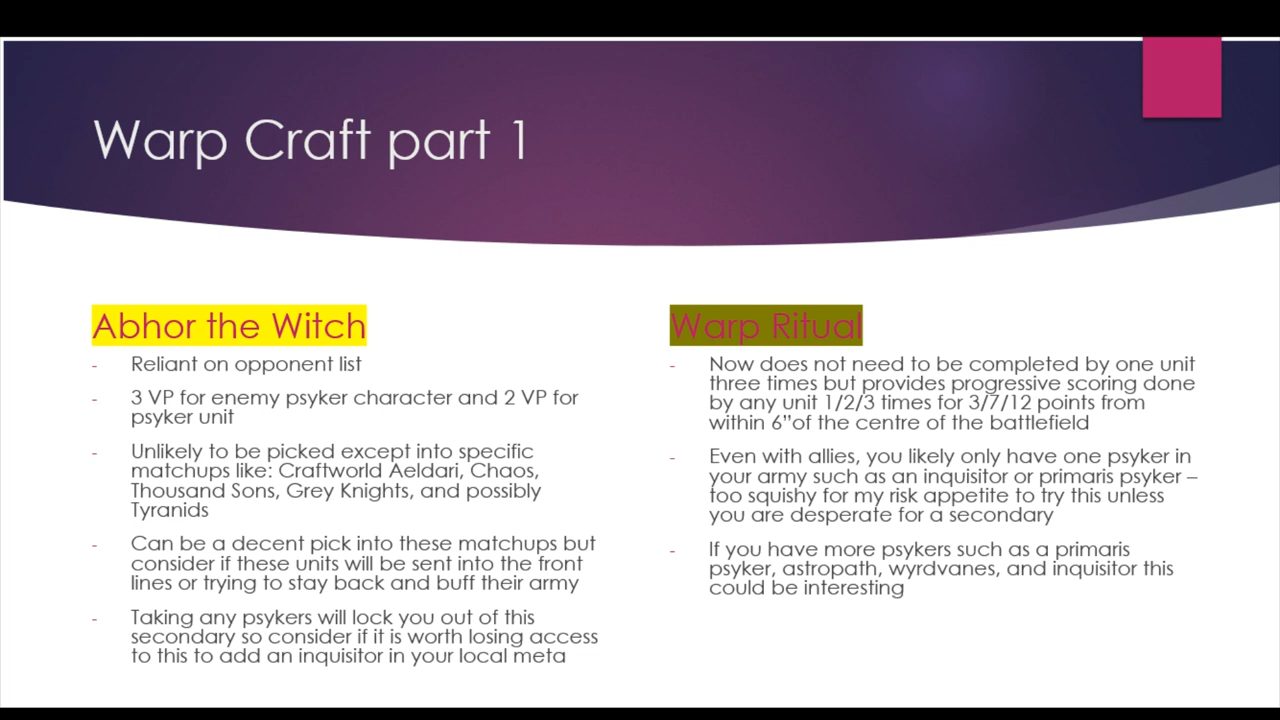 Warp Craft part 1
Abhor the Witch
- Reliant on opponent list
- 3 VP for enemy psyker character and 2 VP for
psyker unit
- Unlikely to be picked except into specific
matchups like: Craftworld Aeldari, Chaos,
Thousand Sons, Grey Knights, and possibly
Tyranids
- Can be a decent pick into these matchups but
consider if these units will be sent into the front
lines or trying to stay back and buff their army
- Taking any psykers will lock you out of this
secondary so consider if it is worth losing access
to this to add an inquisitor in your local meta
Warp Ritual
- Now does not need to be completed by one unit
three times but provides progressive scoring done
by any unit 1/2/3 times for 3/7/12 points from
within 6”of the centre of the battlefield
- Even with allies, you likely only have one psyker in
your army such as an inquisitor or primaris psyker –
too squishy for my risk appetite to try this unless
you are desperate for a secondary
- If you have more psykers such as a primaris
psyker, astropath, wyrdvanes, and inquisitor this
could be interesting